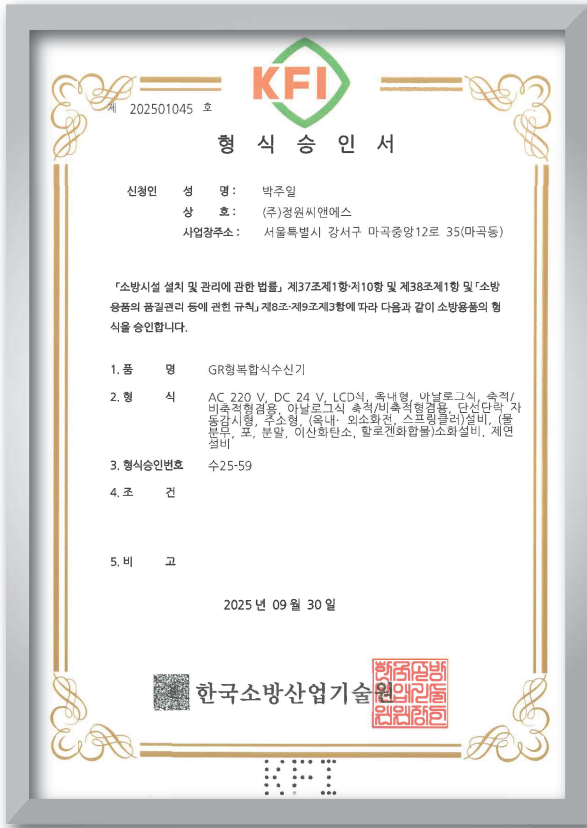 KFI
제 202501045 호
형 식 승 인 서
신청인 성 명 : 박주일
상 호 : (주)정원씨앤에스
사업장주소 : 서울특별시 강서구 마곡중앙12로 35(마곡동)
「소방시설 설치 및 관리에 관한 법률」 제37조제1항·제10항 및 제38조제1항 및 「소방
용품의 품질관리 등에 관한 규칙」 제8조·제9조제3항에 따라 다음과 같이 소방용품의 형
식을 승인합니다.
1. 품 명 GR형복합식수신기
2. 형 식 AC 220 V, DC 24 V, LCD식, 옥내형, 아날로그식, 축적/
비축적형겸용, 아날로그식 축적/비축적형겸용, 단선단락 자
동감시형, 주소형, (옥내· 외소화전, 스프링클러)설비, (물
분무, 포, 분말, 이산화탄소, 할로겐화합물)소화설비, 제연
설비
3. 형식승인번호 수25-59
4. 조 건
5. 비 고
2025 년 09 월 30 일
한국소방산업기술원
KFI